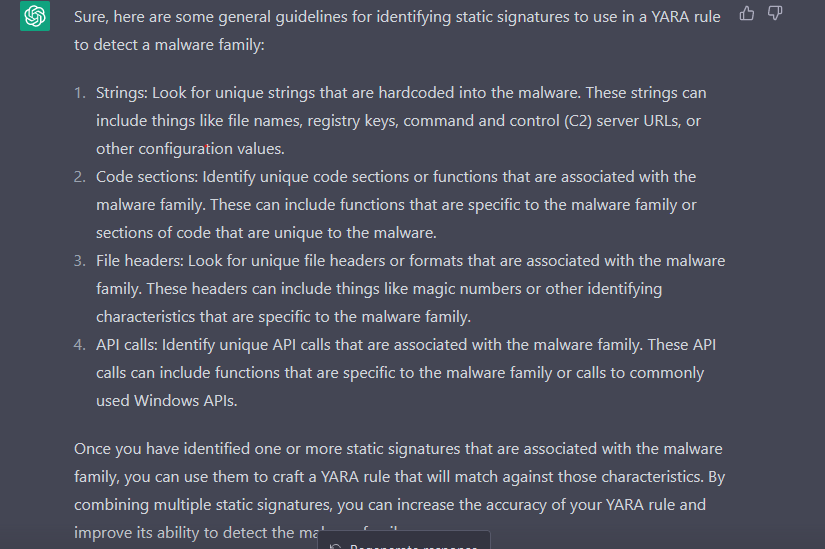 Sure, here are some general guidelines for identifying static signatures to use in a YARA rule
to detect a malware family:
1. Strings: Look for unique strings that are hardcoded into the malware. These strings can
include things like file names, registry keys, command and control (C2) server URLs, or
other configuration values.
2. Code sections: Identify unique code sections or functions that are associated with the
malware family. These can include functions that are specific to the malware family or
sections of code that are unique to the malware.
3. File headers: Look for unique file headers or formats that are associated with the malware
family. These headers can include things like magic numbers or other identifying
characteristics that are specific to the malware family.
4. API calls: Identify unique API calls that are associated with the malware family. These API
calls can include functions that are specific to the malware family or calls to commonly
used Windows APIs.
Once you have identified one or more static signatures that are associated with the malware
family, you can use them to craft a YARA rule that will match against those characteristics. By
combining multiple static signatures, you can increase the accuracy of your YARA rule and
improve its ability to detect the